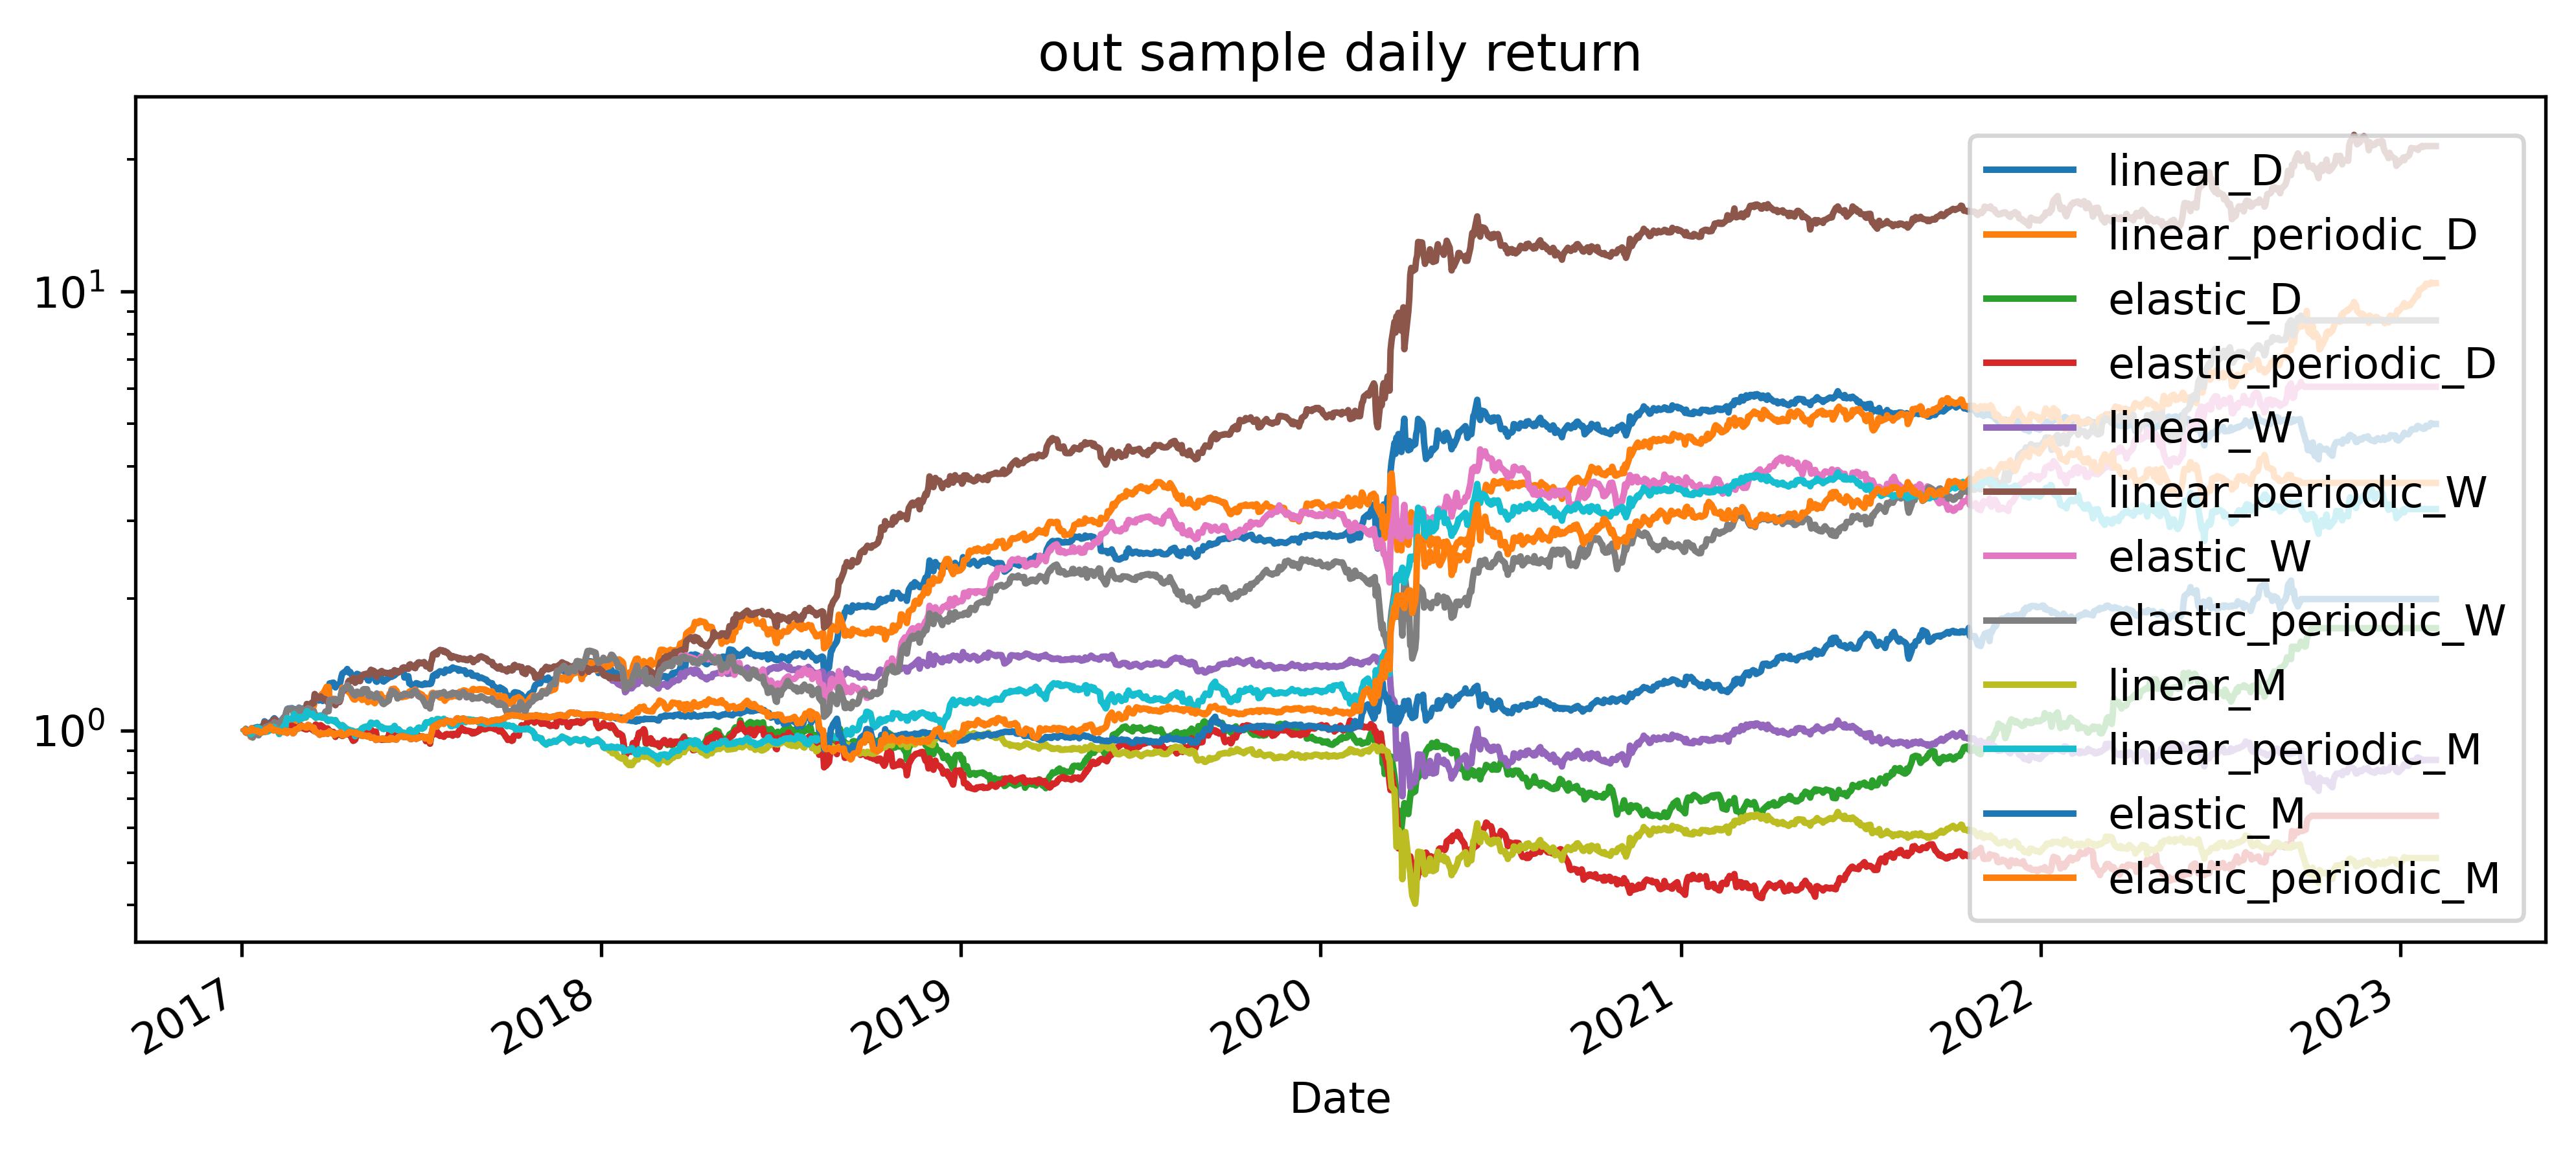 out sample daily return
10¹
10⁰
linear_D
linear_periodic_D
elastic_D
elastic_periodic_D
linear_W
linear_periodic_W
elastic_W
elastic_periodic_W
linear_M
linear_periodic_M
elastic_M
elastic_periodic_M
2017
2018
2019
2020
2021
2022
2023
Date